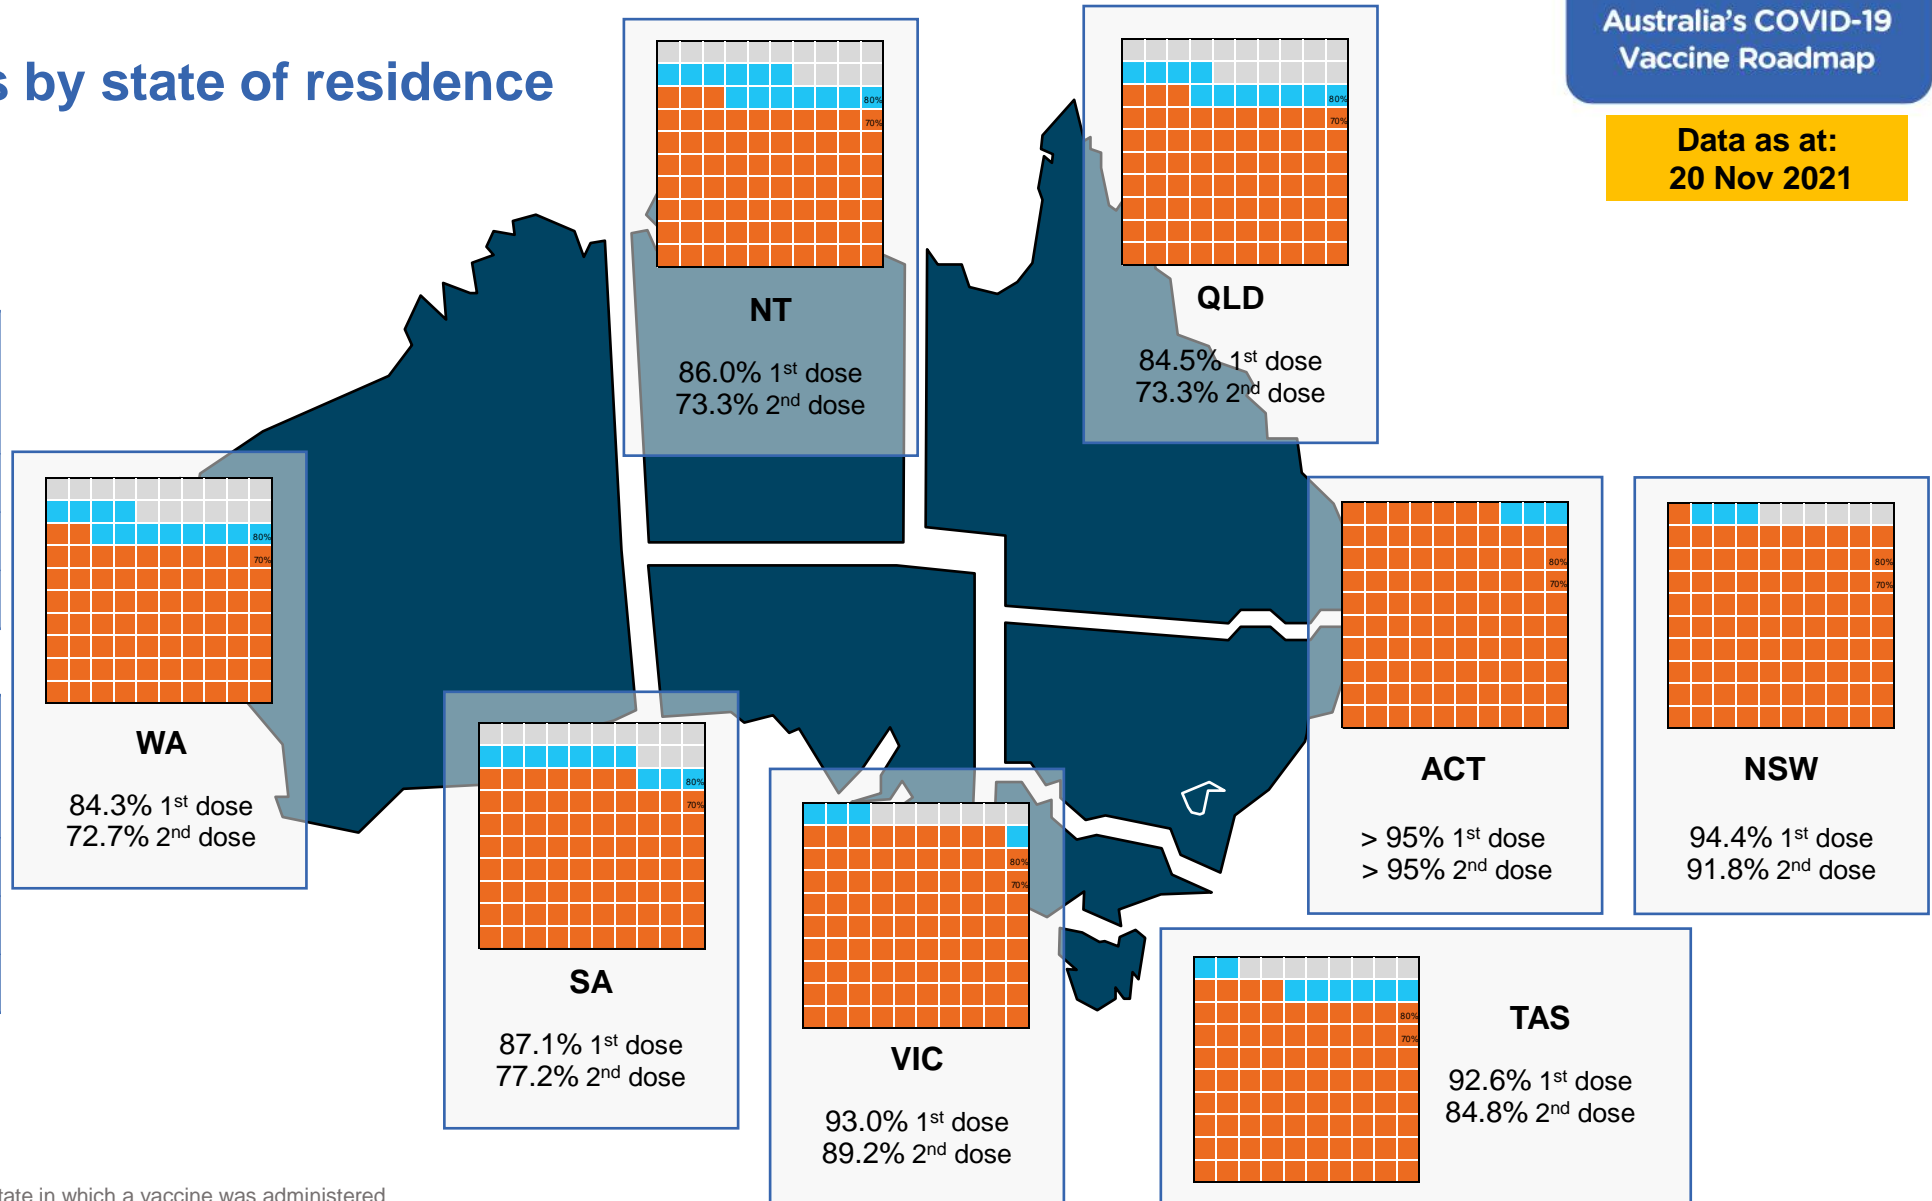 Australia's COVID-19
Vaccine Roadmap
s by state of residence
Data as at:
20 Nov 2021
80%
70%
NT
86.0% 1st dose
73.3% 2nd dose
80%
70%
QLD
84.5% 1st dose
73.3% 2nd dose
80%
70%
WA
84.3% 1st dose
72.7% 2nd dose
80%
70%
ACT
> 95% 1st dose
> 95% 2nd dose
80%
70%
NSW
94.4% 1st dose
91.8% 2nd dose
80%
70%
SA
87.1% 1st dose
77.2% 2nd dose
80%
70%
VIC
93.0% 1st dose
89.2% 2nd dose
80%
70%
TAS
92.6% 1st dose
84.8% 2nd dose
tate in which a vaccine was administered